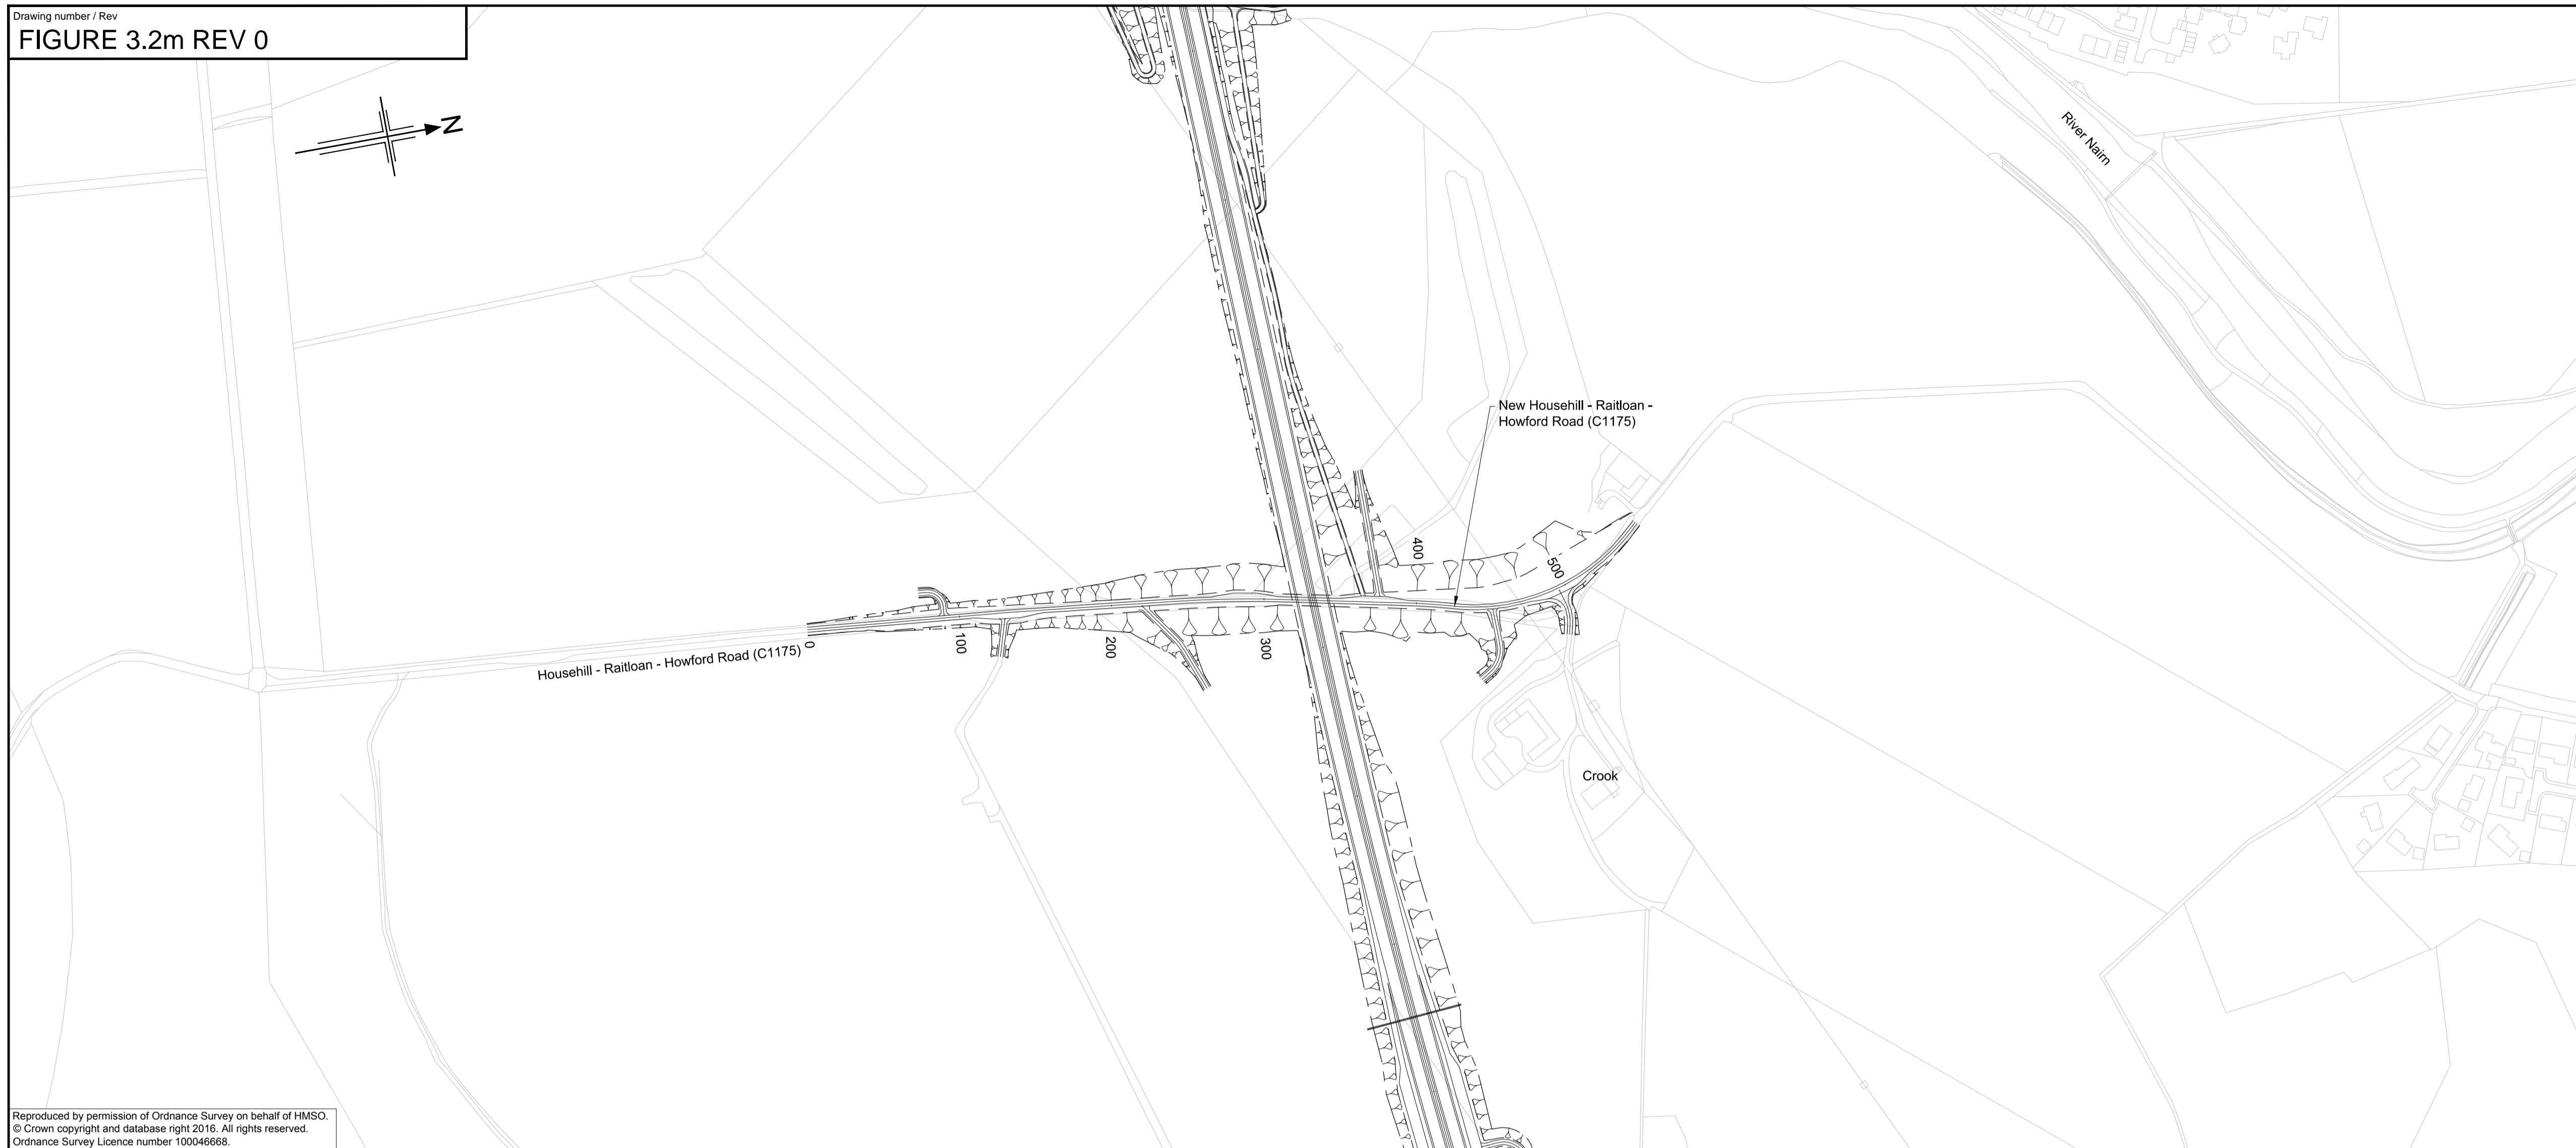 Drawing number / Rev
FIGURE 3.2m REV 0
N
River Nairn
New Househill - Raitloan -
Howford Road (C1175)
400
500
0
100
200
300
Househill - Raitloan - Howford Road (C1175)
Crook
Reproduced by permission of Ordnance Survey on behalf of HMSO.
© Crown copyright and database right 2016. All rights reserved.
Ordnance Survey Licence number 100046668.